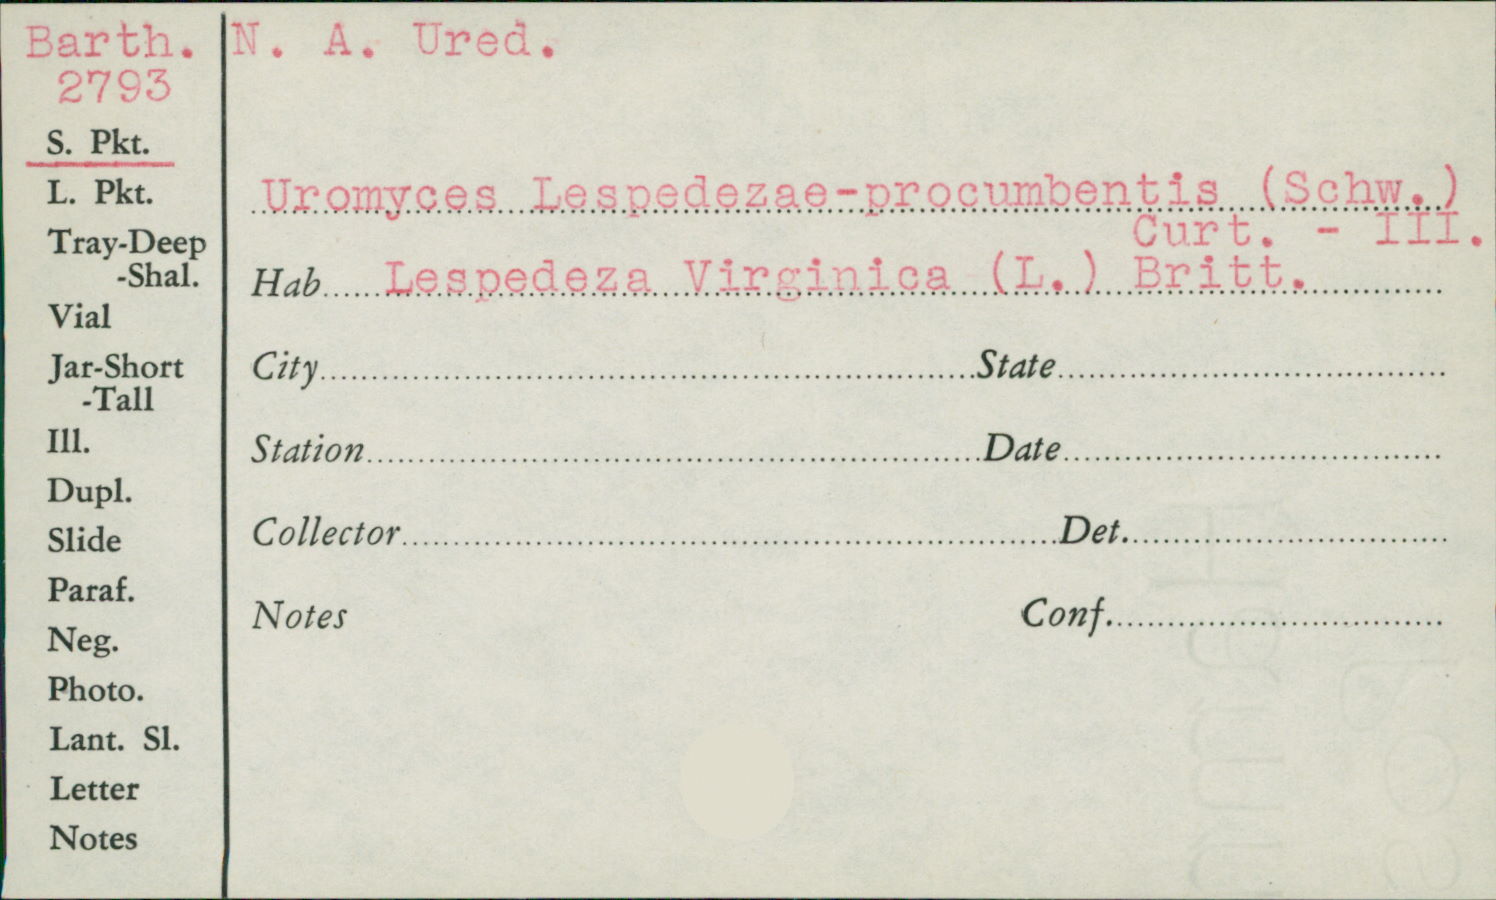 Barth.
2793
N. A. Ured.
S. Pkt.
L. Pkt.
Tray-Deep
-Shal.
Vial
Jar-Short
-Tall
Ill.
Dupl.
Slide
Paraf.
Neg.
Photo.
Lant. Sl.
Letter
Notes
Uromyces Lespedezae-procumbentis (Schw.)
Curt. - III.
Hab Lespedeza Virginica (L.) Britt.
City State
Station Date
Collector Det.
Notes Conf.